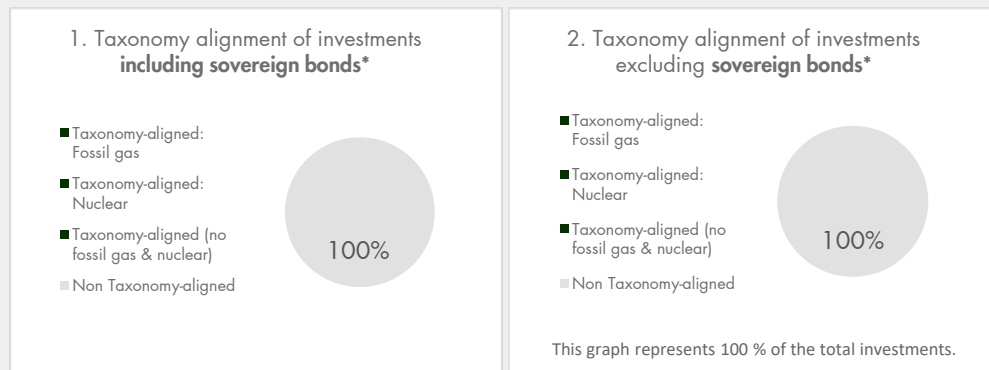 1. Taxonomy alignment of investments
including sovereign bonds*
Taxonomy-aligned:
Fossil gas
Taxonomy-aligned:
Nuclear
Taxonomy-aligned (no
fossil gas & nuclear)
Non Taxonomy-aligned
100%
2. Taxonomy alignment of investments
excluding sovereign bonds*
Taxonomy-aligned:
Fossil gas
Taxonomy-aligned:
Nuclear
Taxonomy-aligned (no
fossil gas & nuclear)
Non Taxonomy-aligned
100%
This graph represents 100 % of the total investments.